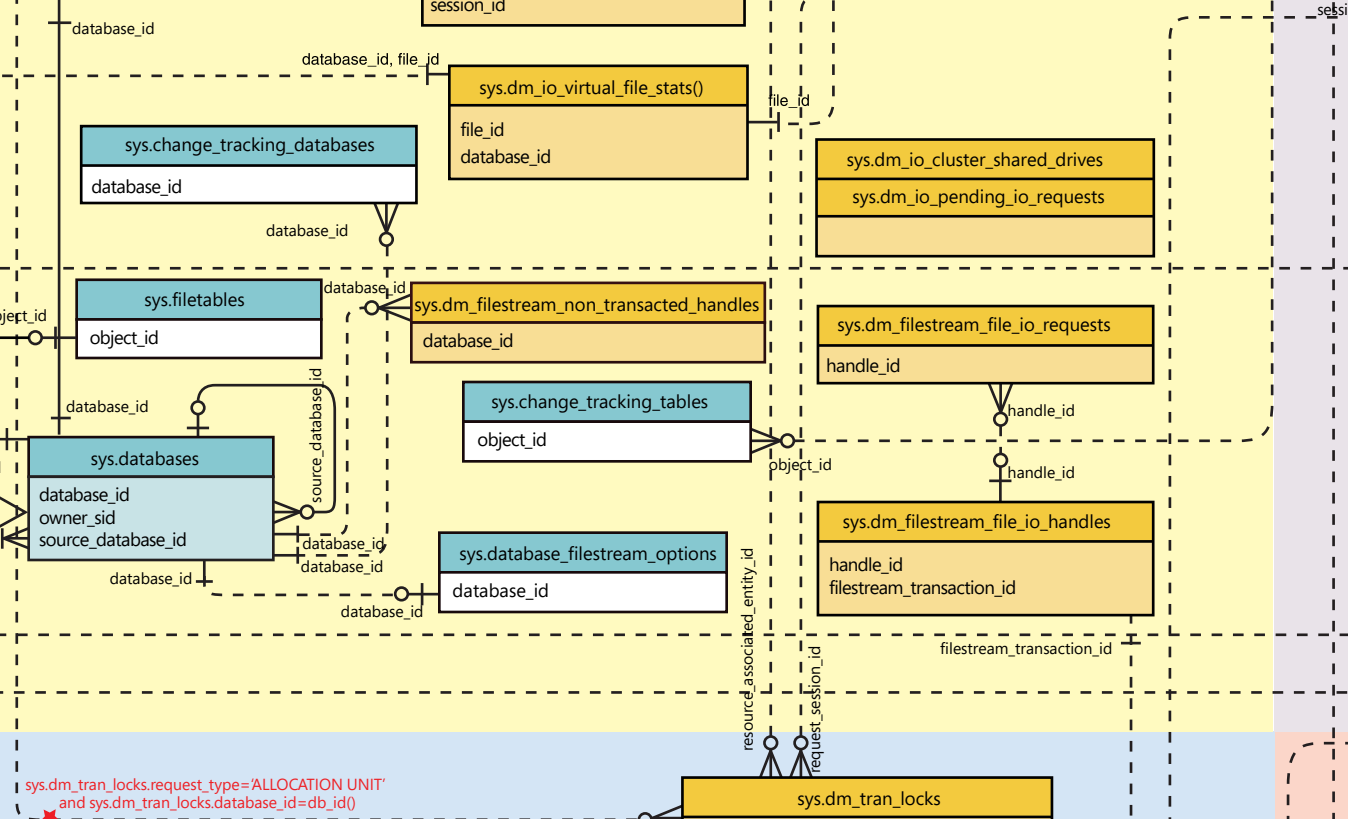 session_id
sessi
database_id
database_id, file_id
sys.dm_io_virtual_file_stats()
file_id
file_id
database_id
sys.change_tracking_databases
database_id
database_id
sys.dm_io_cluster_shared_drives
sys.dm_io_pending_io_requests
sys.filetables
object_id
ject_id
database_id
sys.dm_filestream_non_transacted_handles
database_id
sys.dm_filestream_file_io_requests
handle_id
handle_id
database_id
source_database_id
sys.change_tracking_tables
object_id
object_id
handle_id
sys.databases
database_id
owner_sid
source_database_id
database_id
database_id
database_id
sys.database_filestream_options
database_id
database_id
sys.dm_filestream_file_io_handles
handle_id
filestream_transaction_id
filestream_transaction_id
resource_associated_entity_id
request_session_id
sys.dm_tran_locks.request_type='ALLOCATION UNIT'
and sys.dm_tran_locks.database_id=db_id()
sys.dm_tran_locks